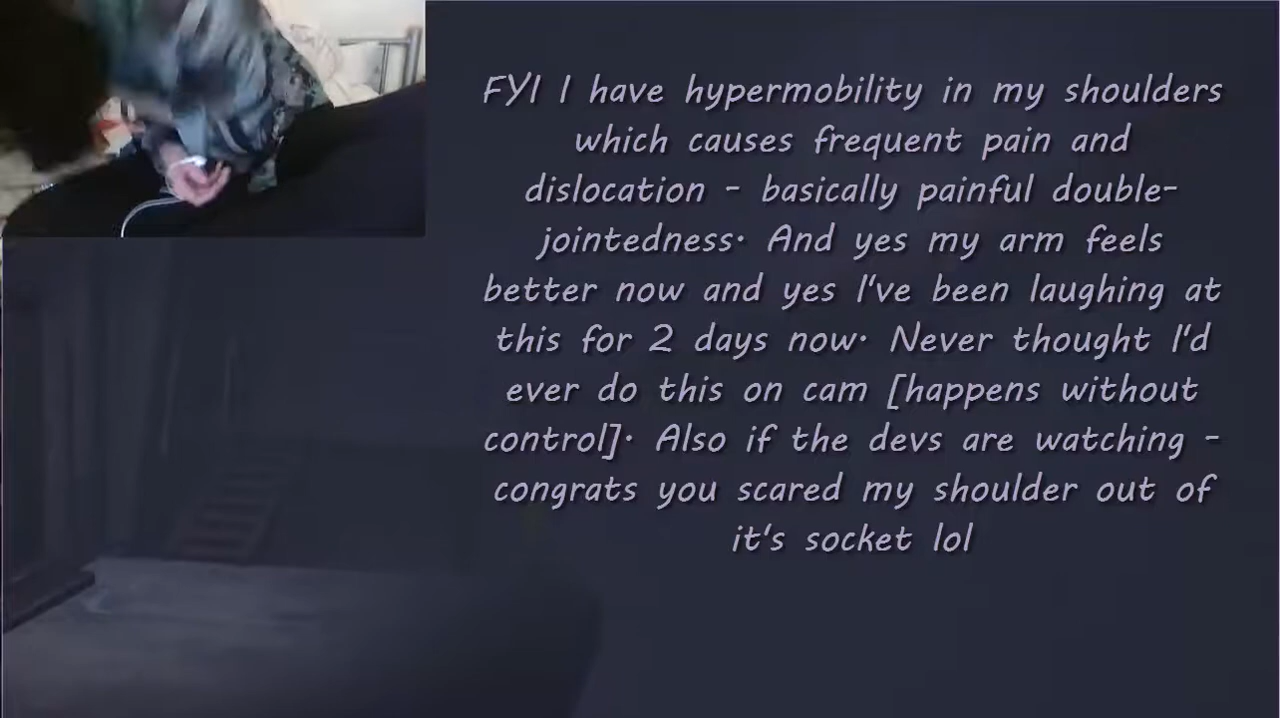 FYI I have hypermobility in my shoulders
which causes frequent pain and
dislocation - basically painful double-
jointedness. And yes my arm feels
better now and yes I've been laughing at
this for 2 days now. Never thought I'd
ever do this on cam [happens without
control]. Also if the devs are watching -
congrats you scared my shoulder out of
it's socket lol